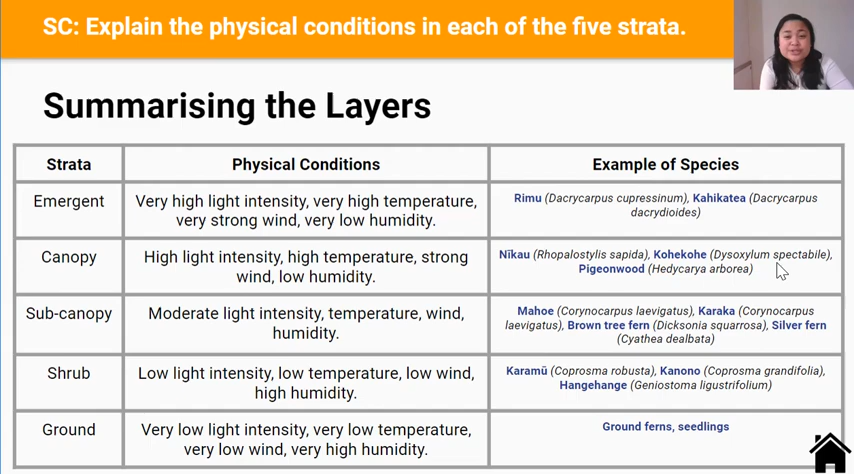 SC: Explain the physical conditions in each of the five strata.
Summarising the Layers
Strata
Physical Conditions
Example of Species
Emergent
Very high light intensity, very high temperature,
very strong wind, very low humidity.
Rimu (Dacrycarpus cupressinum), Kahikatea (Dacrycarpus
dacrydioides)
Canopy
High light intensity, high temperature, strong
wind, low humidity.
Nīkau (Rhopalostylis sapida), Kohekohe (Dysoxylum spectabile),
Pigeonwood (Hedycarya arborea)
Sub-canopy
Moderate light intensity, temperature, wind,
humidity.
Mahoe (Corynocarpus laevigatus), Karaka (Corynocarpus
laevigatus), Brown tree fern (Dicksonia squarrosa), Silver fern
(Cyathea dealbata)
Shrub
Low light intensity, low temperature, low wind,
high humidity.
Karamū (Coprosma robusta), Kanono (Coprosma grandifolia),
Hangehange (Geniostoma ligustrifolium)
Ground
Very low light intensity, very low temperature,
very low wind, very high humidity.
Ground ferns, seedlings